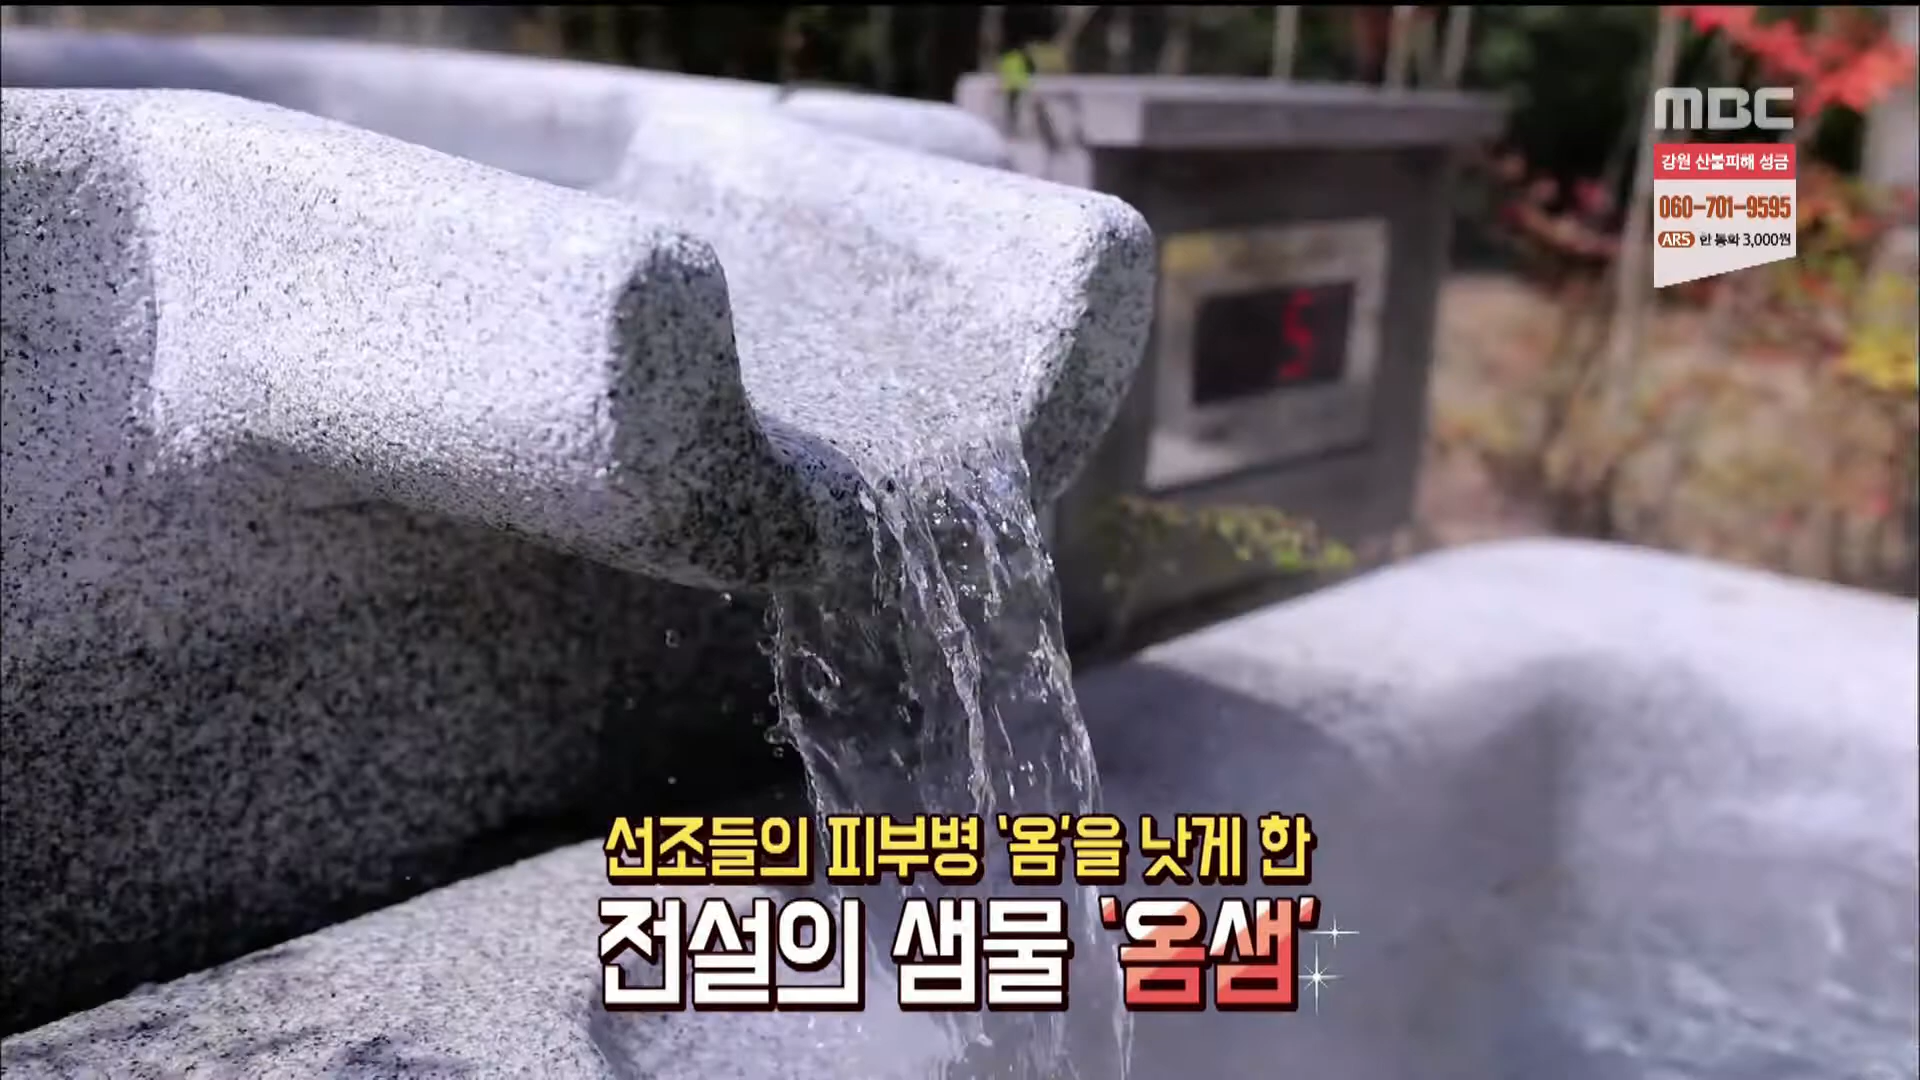 MBC
강원 산불피해 성금
060-701-9595
ARS 한 통화 3,000원
5
선조들의 피부병 '옴'을 낫게 한
전설의 샘물 '옴샘'